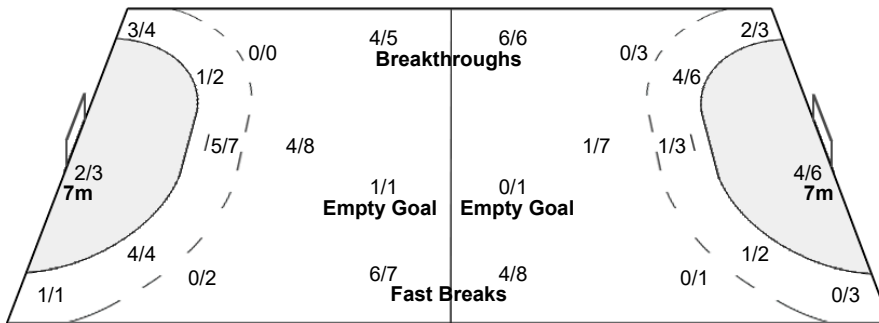 3/4 4/5 6/6 2/3
0/0 Breakthroughs 0/3
1/2 4/6
5/7 4/8 1/7 1/3
2/3 4/6
7m 7m
1/1 0/1
Empty Goal Empty Goal
4/4 1/2
0/2 6/7 4/8 0/1
1/1 Fast Breaks 0/3